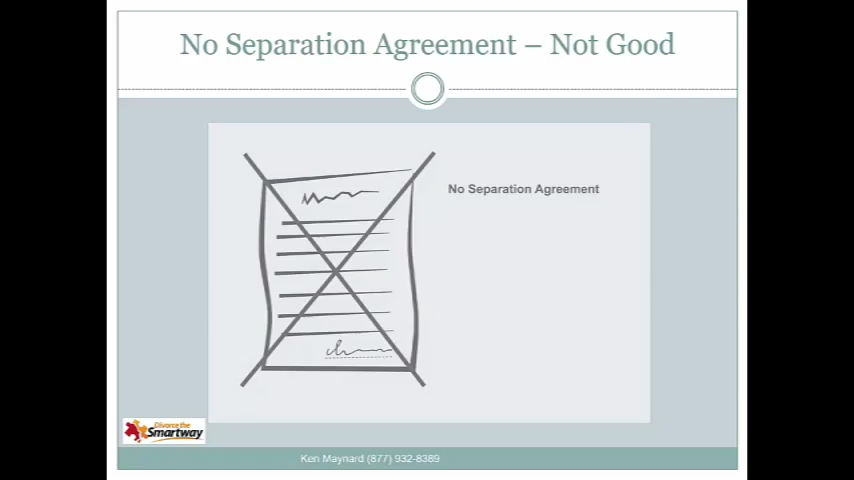 No Separation Agreement – Not Good
No Separation Agreement
Divorce the
Smartway
Ken Maynard (877) 932-8389